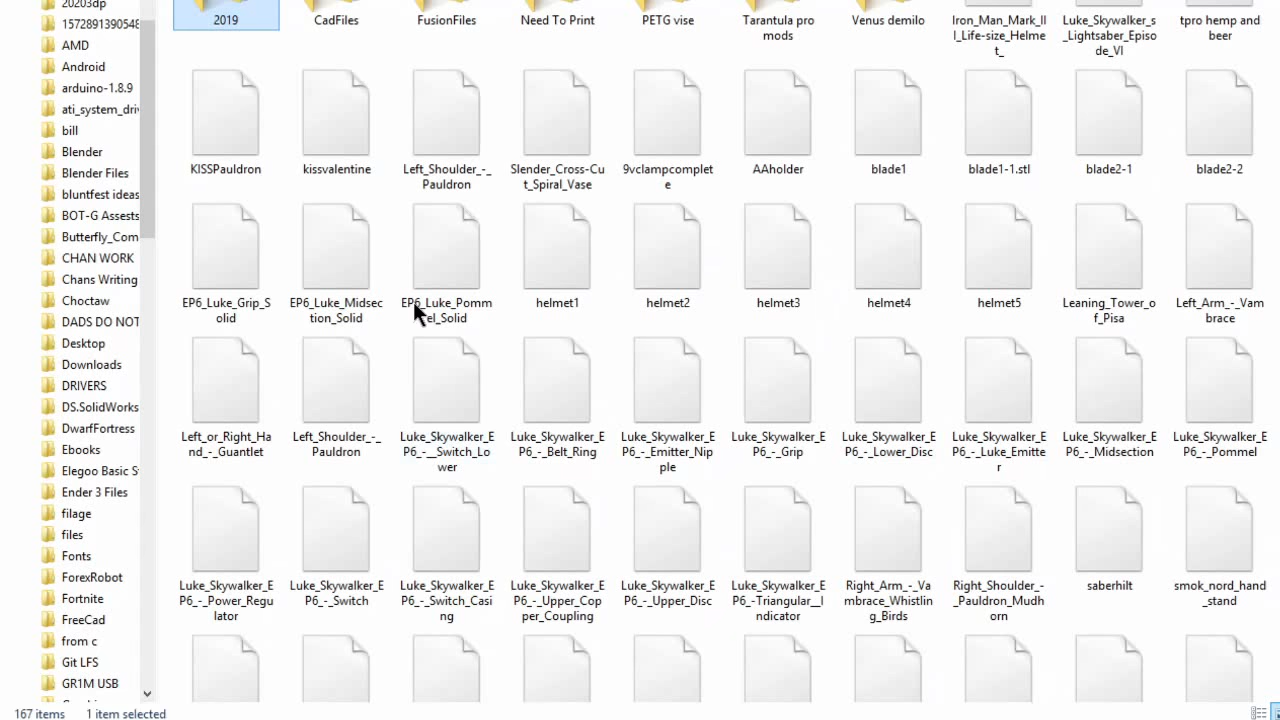 20203dp
1572891390548
AMD
Android
arduino-1.8.9
ati_system_driv
bill
Blender
Blender Files
bluntfest ideas
BOT-G Assests
Butterfly_Com
CHAN WORK
Chans Writing
Choctaw
DADS DO NOT
Desktop
Downloads
DRIVERS
DS.SolidWorks
DwarfFortress
Ebooks
Elegoo Basic S
Ender 3 Files
filage
files
Fonts
ForexRobot
Fortnite
FreeCad
from c
Git LFS
GR1M USB
2019
CadFiles
FusionFiles
Need To Print
PETG vise
Tarantula pro
mods
Venus demilo
Iron_Man_Mark_II
I_Life-size_Helme
t_
Luke_Skywalker_s
_Lightsaber_Episo
de_VI
tpro hemp and
beer
KISSPauldron
kissvalentine
Left_Shoulder_-_
Pauldron
Slender_Cross-Cu
t_Spiral_Vase
9vclampcomplet
e
AAholder
blade1
blade1-1.stl
blade2-1
blade2-2
EP6_Luke_Grip_S
olid
EP6_Luke_Midsec
tion_Solid
EP6_Luke_Pomm
el_Solid
helmet1
helmet2
helmet3
helmet4
helmet5
Leaning_Tower_o
f_Pisa
Left_Arm_-_Vam
brace
Left_or_Right_Ha
nd_-_Guantlet
Left_Shoulder_-_
Pauldron
Luke_Skywalker_E
P6_-__Switch_Lo
wer
Luke_Skywalker_E
P6_-_Belt_Ring
Luke_Skywalker_E
P6_-_Emitter_Nip
ple
Luke_Skywalker_E
P6_-_Grip
Luke_Skywalker_E
P6_-_Lower_Disc
Luke_Skywalker_E
P6_-_Luke_Emitte
r
Luke_Skywalker_E
P6_-_Midsection
Luke_Skywalker_E
P6_-_Pommel
Luke_Skywalker_E
P6_-_Power_Regu
lator
Luke_Skywalker_E
P6_-_Switch
Luke_Skywalker_E
P6_-_Switch_Casi
ng
Luke_Skywalker_E
P6_-_Upper_Cop
per_Coupling
Luke_Skywalker_E
P6_-_Upper_Disc
Luke_Skywalker_E
P6_-Triangular__I
ndicator
Right_Arm_-_Va
mbrace_Whistlin
g_Birds
Right_Shoulder_-
_Pauldron_Mudh
orn
saberhilt
smok_nord_hand
_stand
167 items
1 item selected